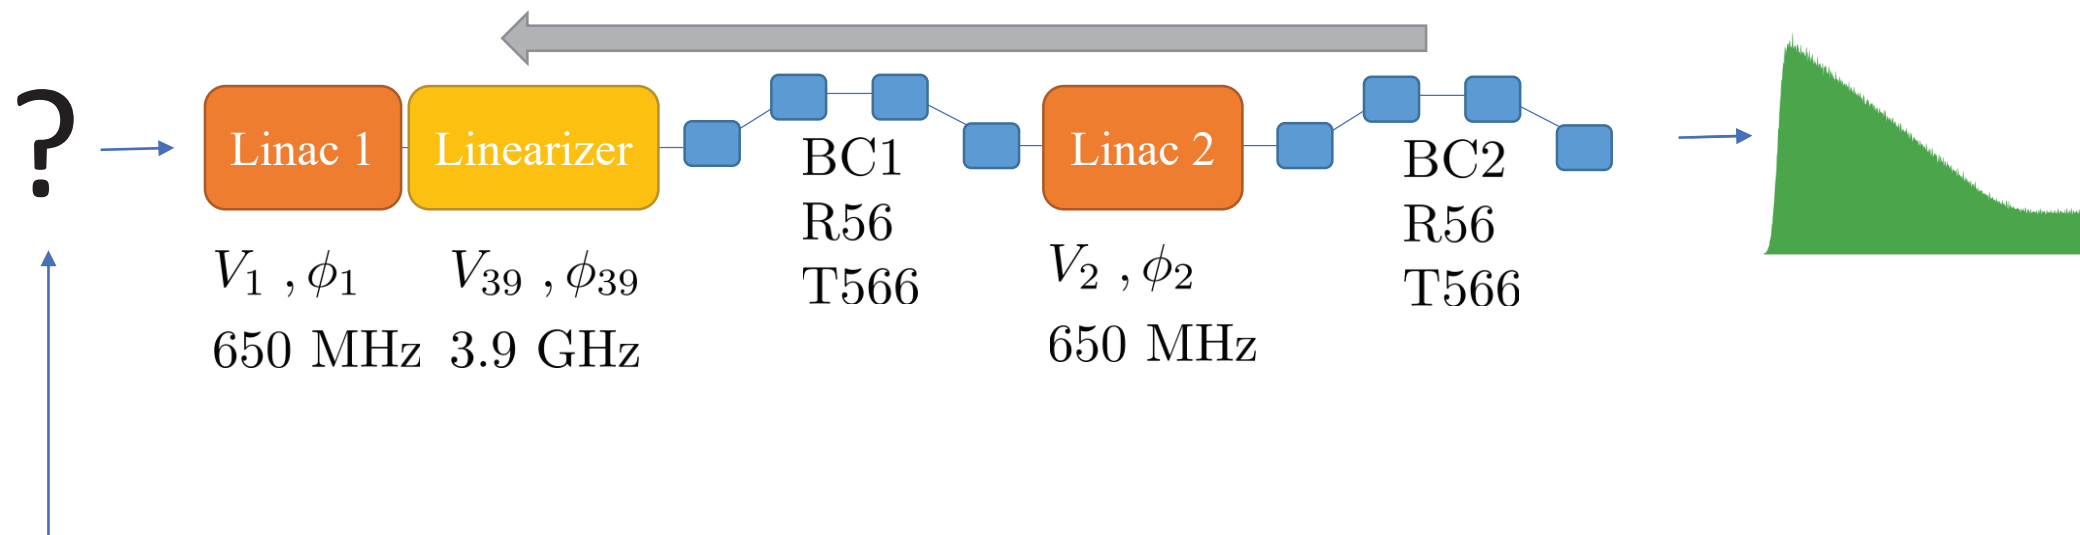 ?
Linac 1
Linearizer
BC1
R56
T566
Linac 2
BC2
R56
T566
V₁ , ϕ₁
650 MHz
V₃₉ , ϕ₃₉
3.9 GHz
V₂ , ϕ₂
650 MHz